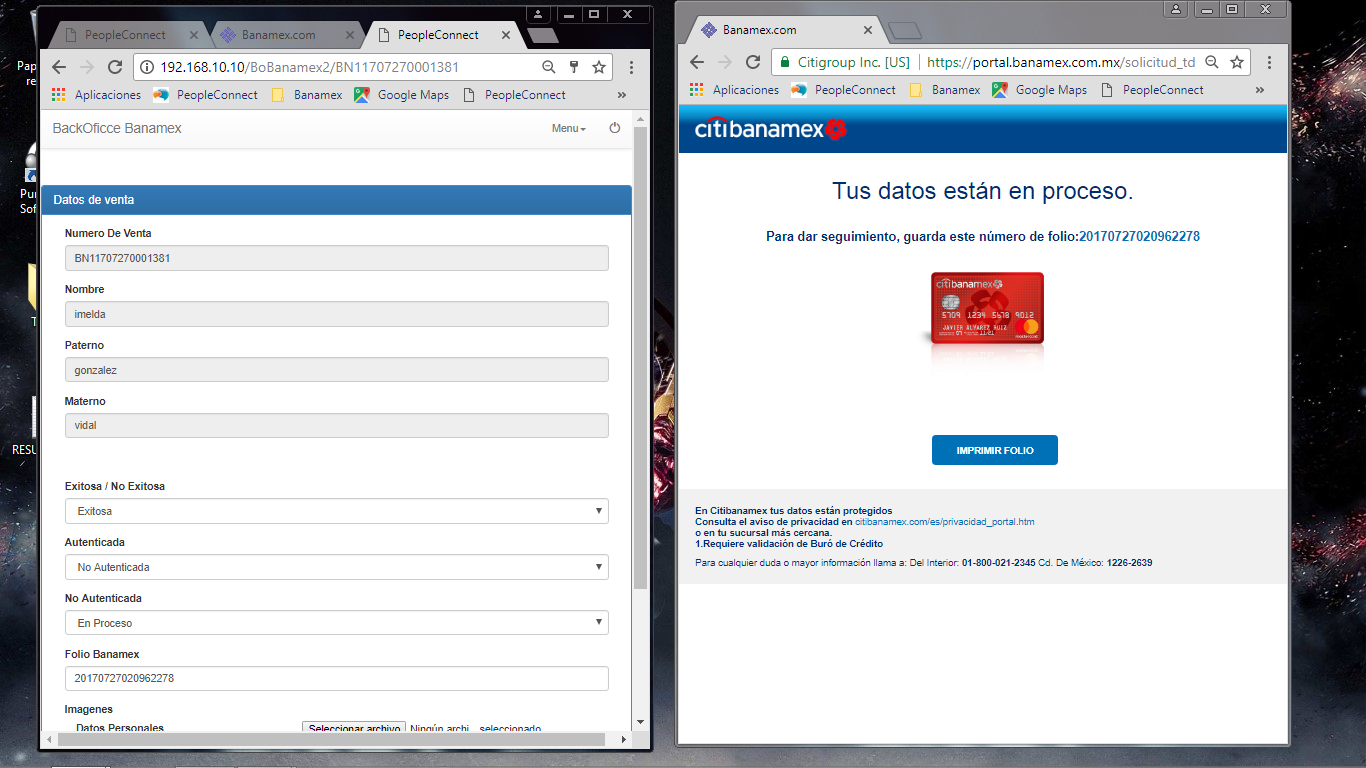 Pap
re
Pur
Sof
T
RESU
PeopleConnect
Banamex.com
PeopleConnect
192.168.10.10/BoBanamex2/BN11707270001381
Aplicaciones
PeopleConnect
Banamex
Google Maps
PeopleConnect
»
BackOficce Banamex
Menu
Datos de venta
Numero De Venta
BN11707270001381
Nombre
imelda
Paterno
gonzalez
Materno
vidal
Exitosa / No Exitosa
Exitosa
Autenticada
No Autenticada
No Autenticada
En Proceso
Folio Banamex
20170727020962278
Imagenes
Datos Personales
Seleccionar archivo Ningún archi... seleccionado
Banamex.com
Citigroup Inc. [US] https://portal.banamex.com.mx/solicitud_td
Aplicaciones
PeopleConnect
Banamex
Google Maps
PeopleConnect
»
citibanamex
Tus datos están en proceso.
Para dar seguimiento, guarda este número de folio:20170727020962278
citibanamex
5709 1234 5678 9012
JAVIER ALVAREZ RUIZ
IMPRIMIR FOLIO
En Citibanamex tus datos están protegidos
Consulta el aviso de privacidad en citibanamex.com/es/privacidad_portal.htm
o en tu sucursal más cercana.
1.Requiere validación de Buró de Crédito
Para cualquier duda o mayor información llama a: Del Interior: 01-800-021-2345 Cd. De México: 1226-2639